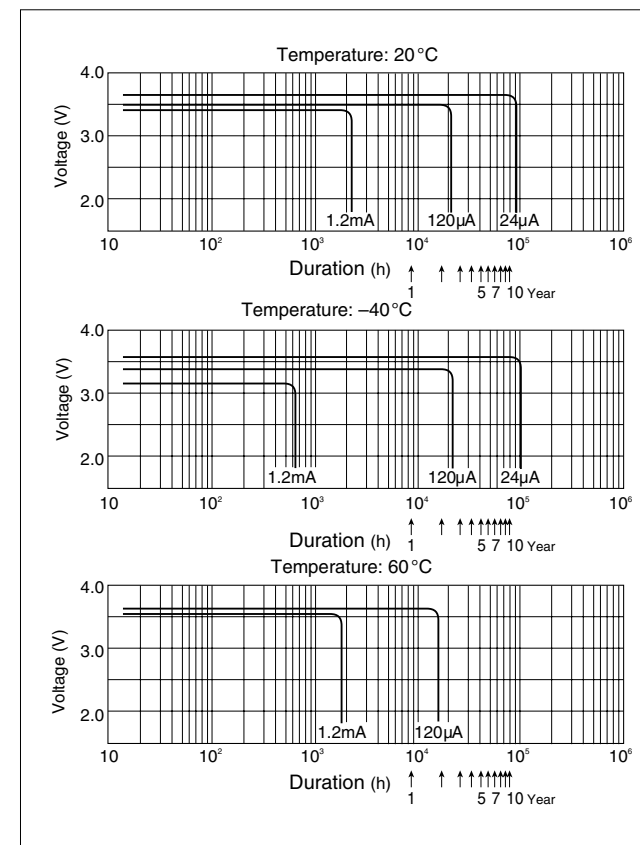 Temperature: 20°C
4.0
3.0
2.0
Voltage (V)
1.2mA 120µA 24µA
10 10² 10³ 10⁴ 10⁵ 10⁶
Duration (h)
1 5 7 10 Year
Temperature: –40°C
4.0
3.0
2.0
Voltage (V)
1.2mA 120µA 24µA
10 10² 10³ 10⁴ 10⁵ 10⁶
Duration (h)
1 5 7 10 Year
Temperature: 60°C
4.0
3.0
2.0
Voltage (V)
1.2mA 120µA
10 10² 10³ 10⁴ 10⁵ 10⁶
Duration (h)
1 5 7 10 Year